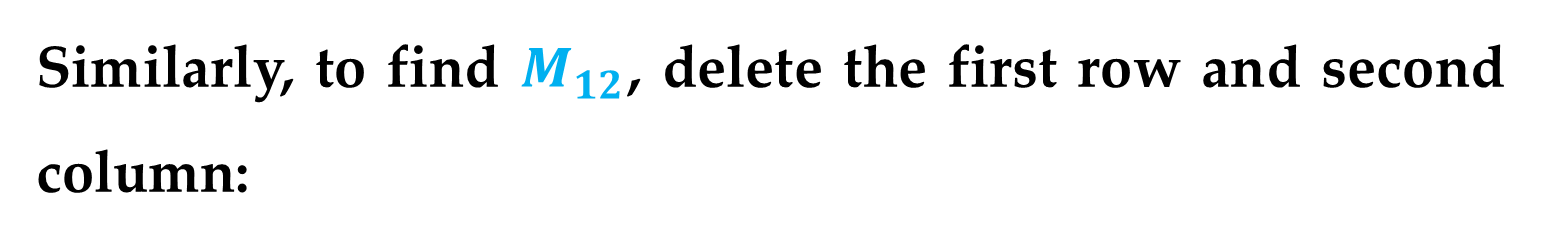 Similarly, to find M₁₂, delete the first row and second
column: